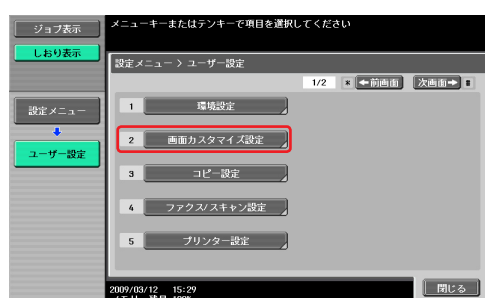 ジョブ表示
メニューキーまたはテンキーで項目を選択してください
しおり表示
設定メニュー > ユーザー設定
1/2 * ←前画面 次画面→ #
設定メニュー
ユーザー設定
1 環境設定
2 画面カスタマイズ設定
3 コピー設定
4 ファクス/スキャン設定
5 プリンター設定
2009/03/12 15:29
閉じる